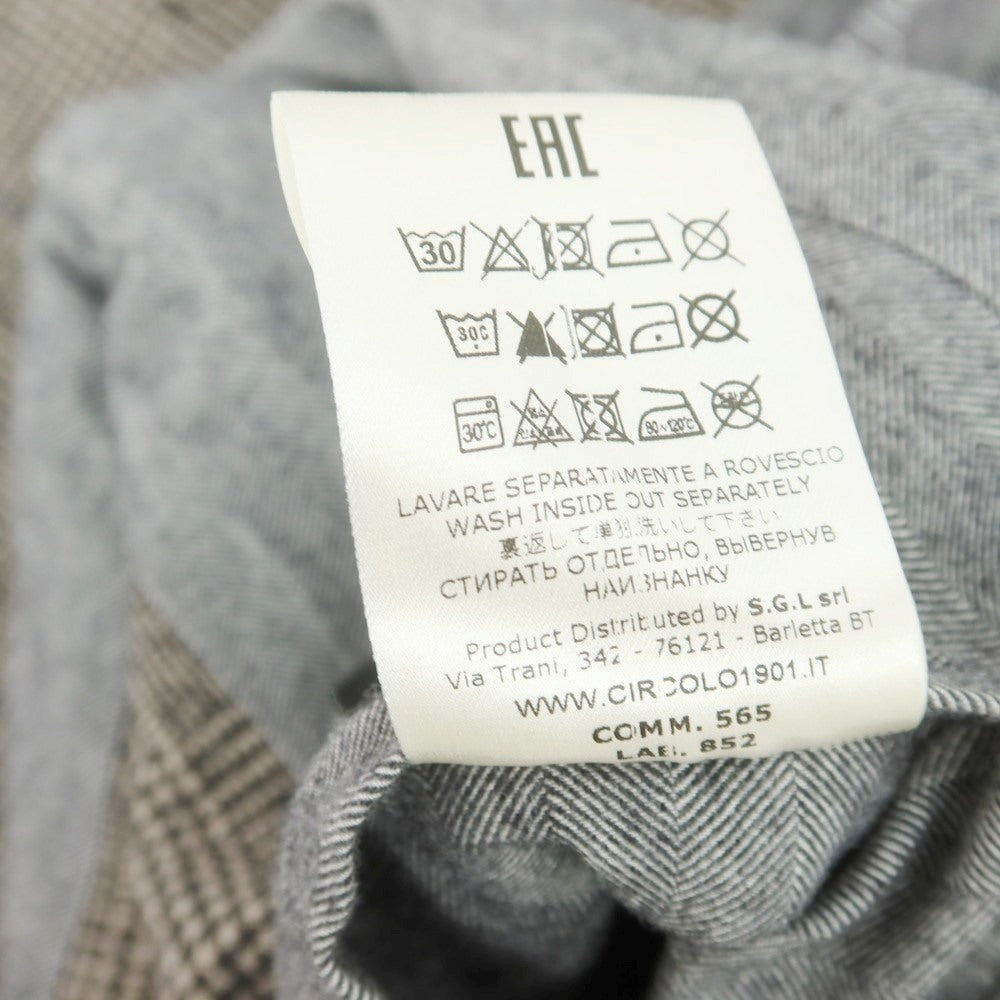 EAC
30
30C
30°C
80~120°C
LAVARE SEPARATAMENTE A ROVESCIO
WASH INSIDE OUT SEPARATELY
裏返して単独洗いして下さい
СТИРАТЬ ОТДЕЛЬНО, ВЫВЕРНУВ
НАИЗНАНКУ
Product Distributed by S.G.L srl
Via Trani, 342 - 76121 - Barletta BT
WWW.CIRCOLO1901.IT
COMM. 565
LAB. 852